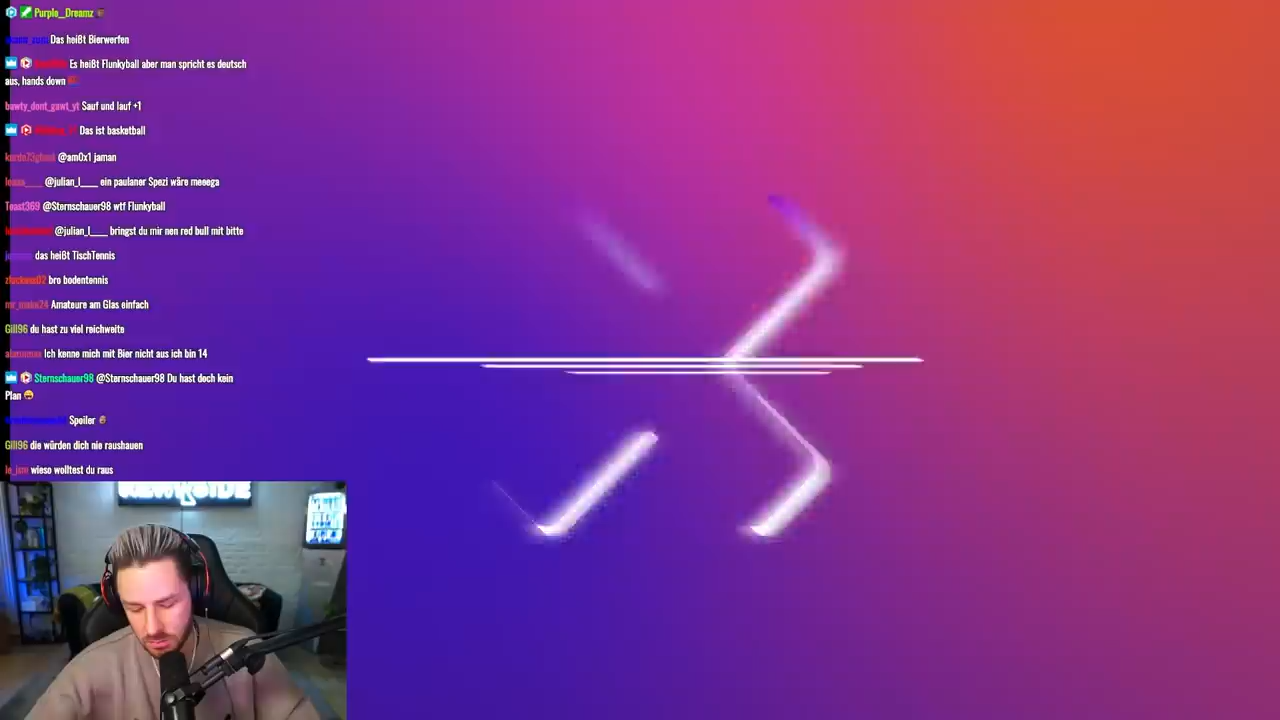 Purple_Dreamz
Das heißt Bierwerfen
Es heißt Flunkyball aber man spricht es deutsch
aus, hands down
bawty_dont_gawt_yt Sauf und lauf +1
Das ist basketball
@am0x1 jaman
@julian_l____ ein paulaner Spezi wäre meeega
Teast369 @Sternschauer98 wtf Flunkyball
@julian_l____ bringst du mir nen red bull mit bitte
das heißt TischTennis
bro bodentennis
mr_maiu24 Amateure am Glas einfach
Gill96 du hast zu viel reichweite
Ich kenne mich mit Bier nicht aus ich bin 14
Sternschauer98 @Sternschauer98 Du hast doch kein
Plan
Spoiler
Gill96 die würden dich nie raushauen
le_jsm wieso wolltest du raus